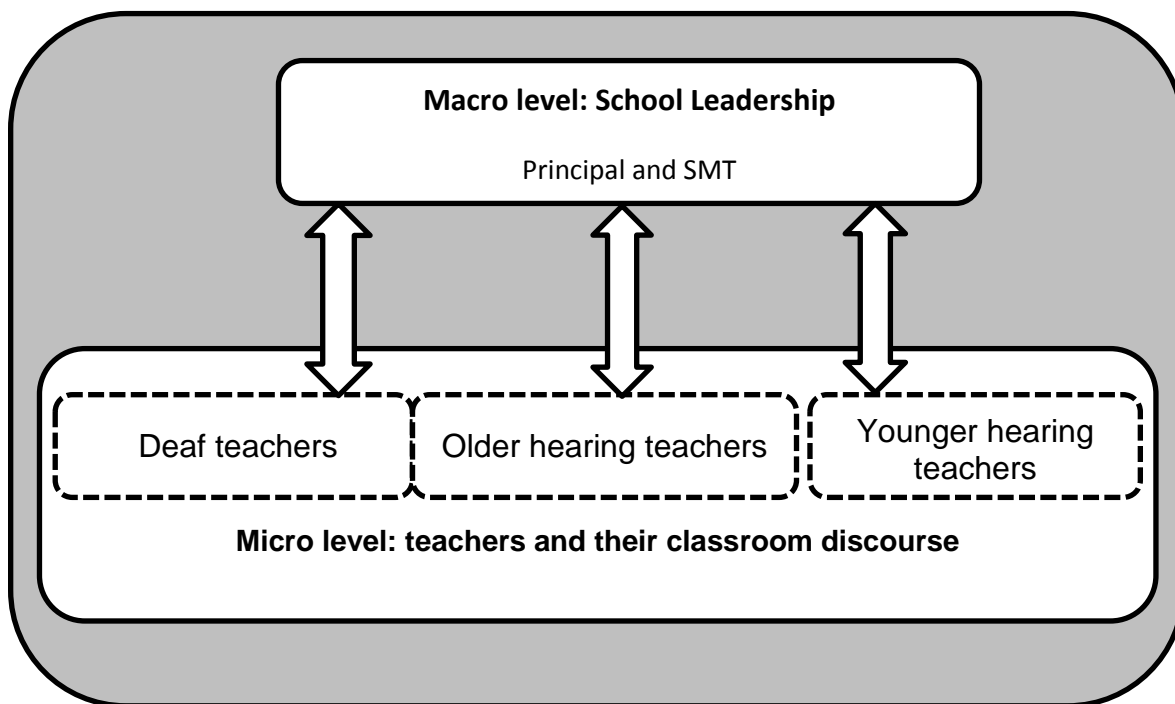 Macro level: School Leadership
Principal and SMT
Deaf teachers
Older hearing teachers
Younger hearing
teachers
Micro level: teachers and their classroom discourse